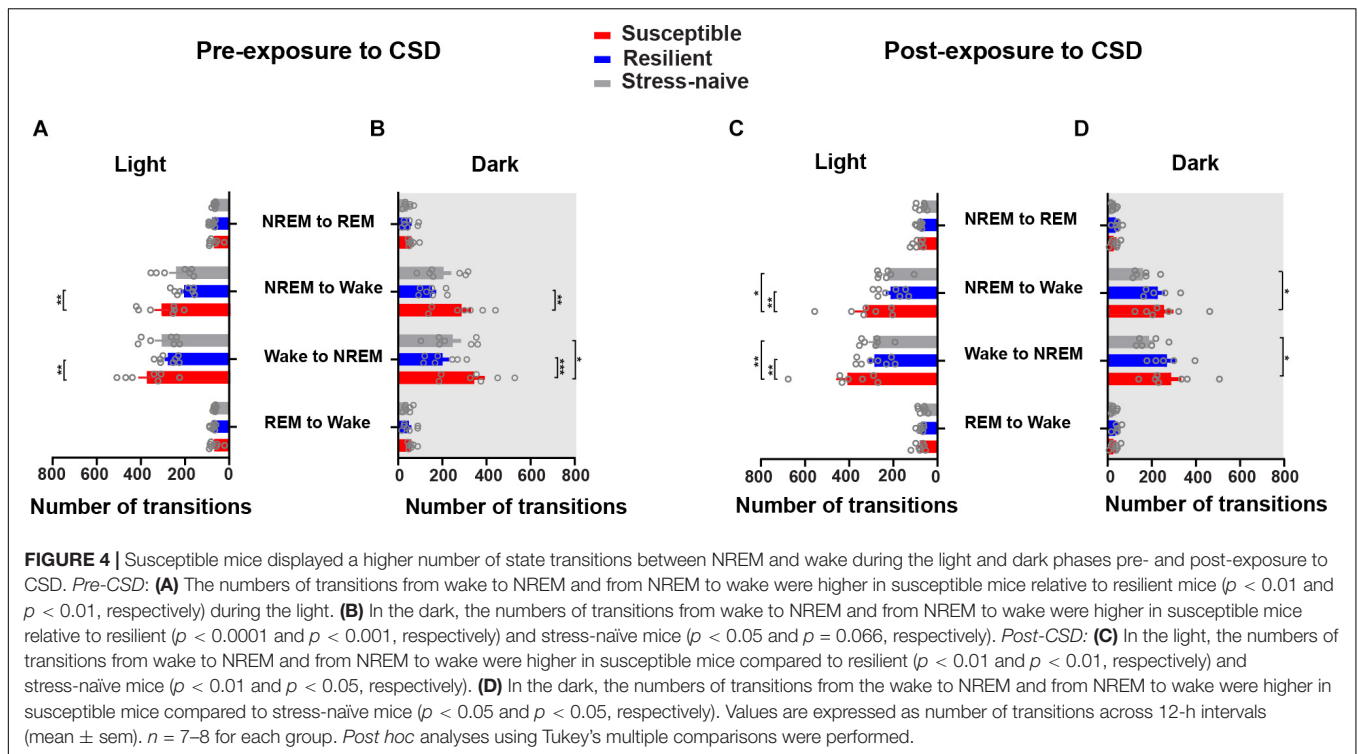 Pre-exposure to CSD
Susceptible
Resilient
Stress-naive
Post-exposure to CSD
A
B
C
D
Light
Dark
Light
Dark
NREM to REM
NREM to Wake
Wake to NREM
REM to Wake
NREM to REM
NREM to Wake
Wake to NREM
REM to Wake
**
**
**
***
*
*
**
**
**
*
*
800 600 400 200 0
0 200 400 600 800
800 600 400 200 0
0 200 400 600 800
Number of transitions
Number of transitions
Number of transitions
Number of transitions
FIGURE 4 | Susceptible mice displayed a higher number of state transitions between NREM and wake during the light and dark phases pre- and post-exposure to
CSD. Pre-CSD: (A) The numbers of transitions from wake to NREM and from NREM to wake were higher in susceptible mice relative to resilient mice (p < 0.01 and
p < 0.01, respectively) during the light. (B) In the dark, the numbers of transitions from wake to NREM and from NREM to wake were higher in susceptible mice
relative to resilient (p < 0.0001 and p < 0.001, respectively) and stress-naïve mice (p < 0.05 and p = 0.066, respectively). Post-CSD: (C) In the light, the numbers of
transitions from wake to NREM and from NREM to wake were higher in susceptible mice compared to resilient (p < 0.01 and p < 0.01, respectively) and
stress-naïve mice (p < 0.01 and p < 0.05, respectively). (D) In the dark, the numbers of transitions from the wake to NREM and from NREM to wake were higher in
susceptible mice compared to stress-naïve mice (p < 0.05 and p < 0.05, respectively). Values are expressed as number of transitions across 12-h intervals
(mean ± sem). n = 7–8 for each group. Post hoc analyses using Tukey's multiple comparisons were performed.